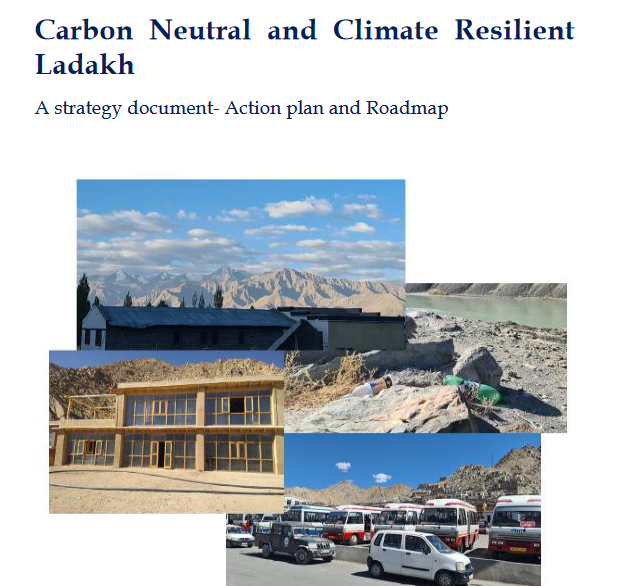 Carbon Neutral and Climate Resilient
Ladakh
A strategy document- Action plan and Roadmap